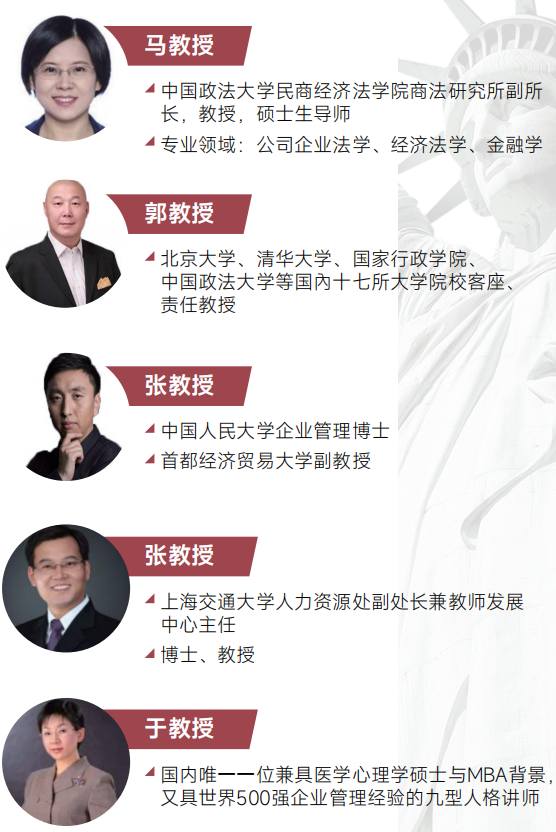 马教授
中国政法大学民商经济法学院商法研究所副所
长，教授，硕士生导师
专业领域：公司企业法学、经济法学、金融学
郭教授
北京大学、清华大学、国家行政学院、
中国政法大学等国内十七所大学院校客座、
责任教授
张教授
中国人民大学企业管理博士
首都经济贸易大学副教授
张教授
上海交通大学人力资源处副处长兼教师发展
中心主任
博士、教授
于教授
国内唯一一位兼具医学心理学硕士与MBA背景，
又具世界500强企业管理经验的九型人格讲师